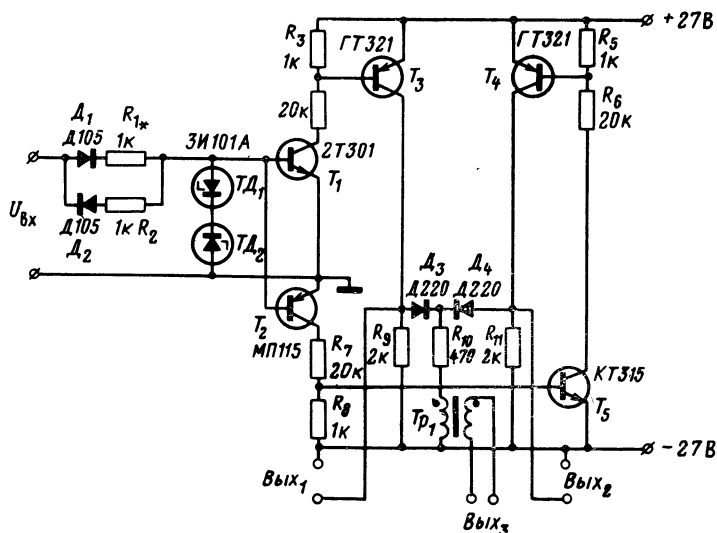 +27В
R3
1к
ГТ321
T3
ГТ321
T4
R5
1к
20к
R6
20к
Д1
Д105
R1*
1к
ЗИ101А
2Т301
T1
ТД1
Uвх
Д105
Д2
1к R2
ТД2
T2
МП115
Д3
Д220
Д4
Д220
R7
20к
R9
2к
R10
470
R11
2к
КТ315
T5
R8
1к
Тр1
-27В
Вых1
Вых2
Вых3